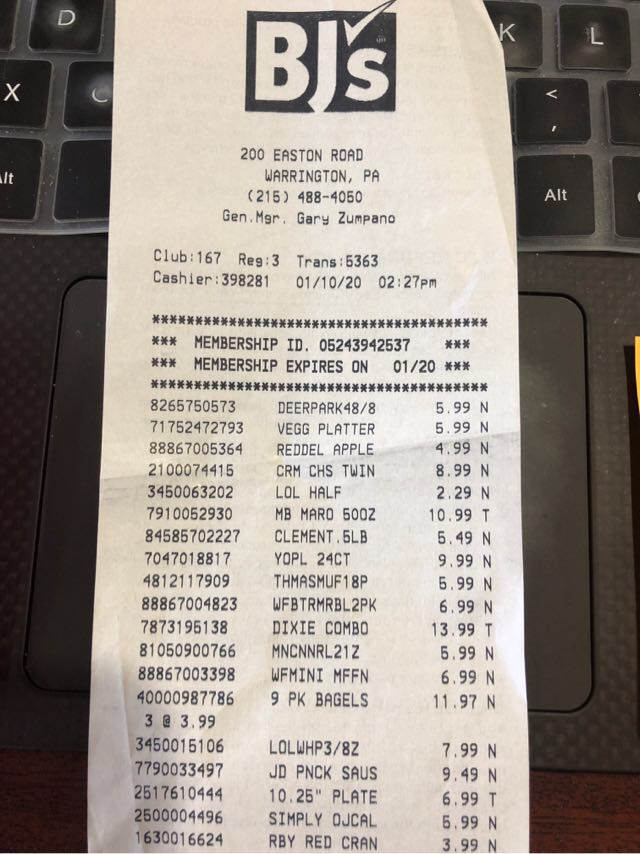 D
K
L
X
C
<
,
Alt
Alt
BJ's
200 EASTON ROAD
WARRINGTON, PA
(215) 488-4050
Gen.Mgr. Gary Zumpano
Club:167 Reg:3 Trans:5363
Cashier:398281 01/10/20 02:27pm
***********************************************
*** MEMBERSHIP ID. 05243942537 ***
*** MEMBERSHIP EXPIRES ON 01/20 ***
***********************************************
8265750573 DEERPARK48/8 5.99 N
71752472793 VEGG PLATTER 5.99 N
88867005364 REDDEL APPLE 4.99 N
2100074415 CRM CHS TWIN 8.99 N
3450063202 LOL HALF 2.29 N
7910052930 MB MARO 50OZ 10.99 T
84585702227 CLEMENT.5LB 5.49 N
7047018817 YOPL 24CT 9.99 N
4812117909 THMASMUF18P 5.99 N
88867004823 WFBTRMRBL2PK 6.99 N
7873195138 DIXIE COMBO 13.99 T
81050900766 MNCNNRL21Z 5.99 N
88867003398 WFMINI MFFN 6.99 N
40000987786 9 PK BAGELS 11.97 N
3 @ 3.99
3450015106 LOLWHP3/8Z 7.99 N
7790033497 JD PNCK SAUS 9.49 N
2517610444 10.25" PLATE 6.99 T
2500004496 SIMPLY OJCAL 5.99 N
1630016624 RBY RED CRAN 3.99 N